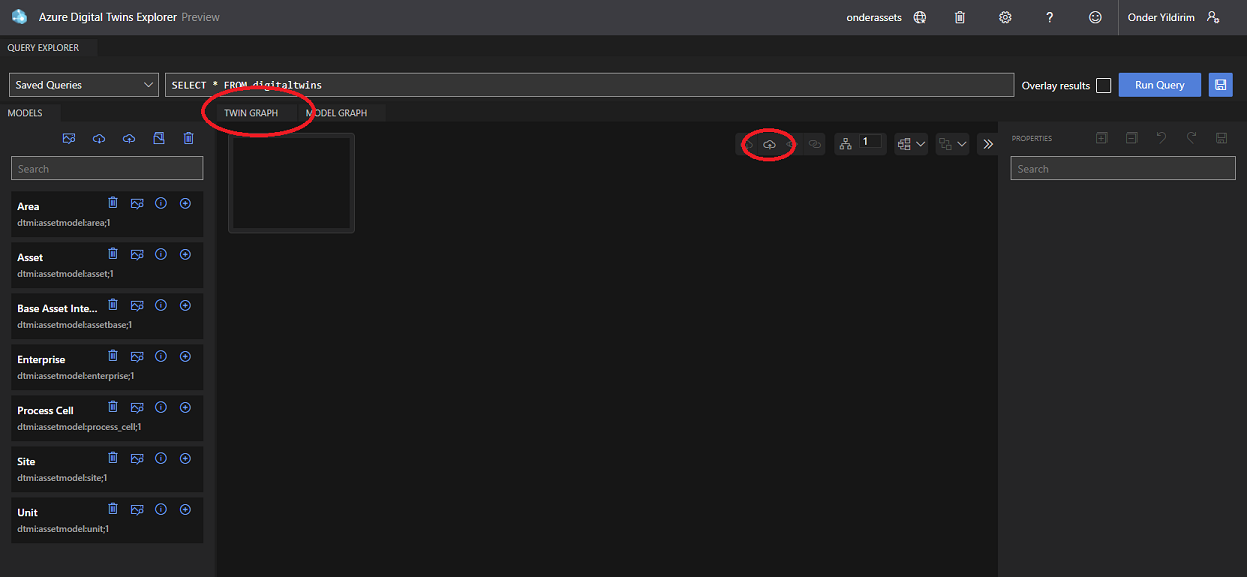 Azure Digital Twins Explorer Preview
onderassets
?
Onder Yildirim
QUERY EXPLORER
Saved Queries
SELECT * FROM digitaltwins
Overlay results
Run Query
MODELS
TWIN GRAPH
MODEL GRAPH
1
PROPERTIES
Search
Search
Area
dtmi:assetmodel:area;1
Asset
dtmi:assetmodel:asset;1
Base Asset Inte...
dtmi:assetmodel:assetbase;1
Enterprise
dtmi:assetmodel:enterprise;1
Process Cell
dtmi:assetmodel:process_cell;1
Site
dtmi:assetmodel:site;1
Unit
dtmi:assetmodel:unit;1